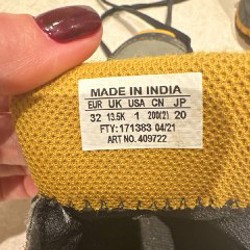 MADE IN INDIA
EUR UK USA CN JP
32 13.5K 1 200(2) 20
FTY:171383 04/21
ART NO.409722